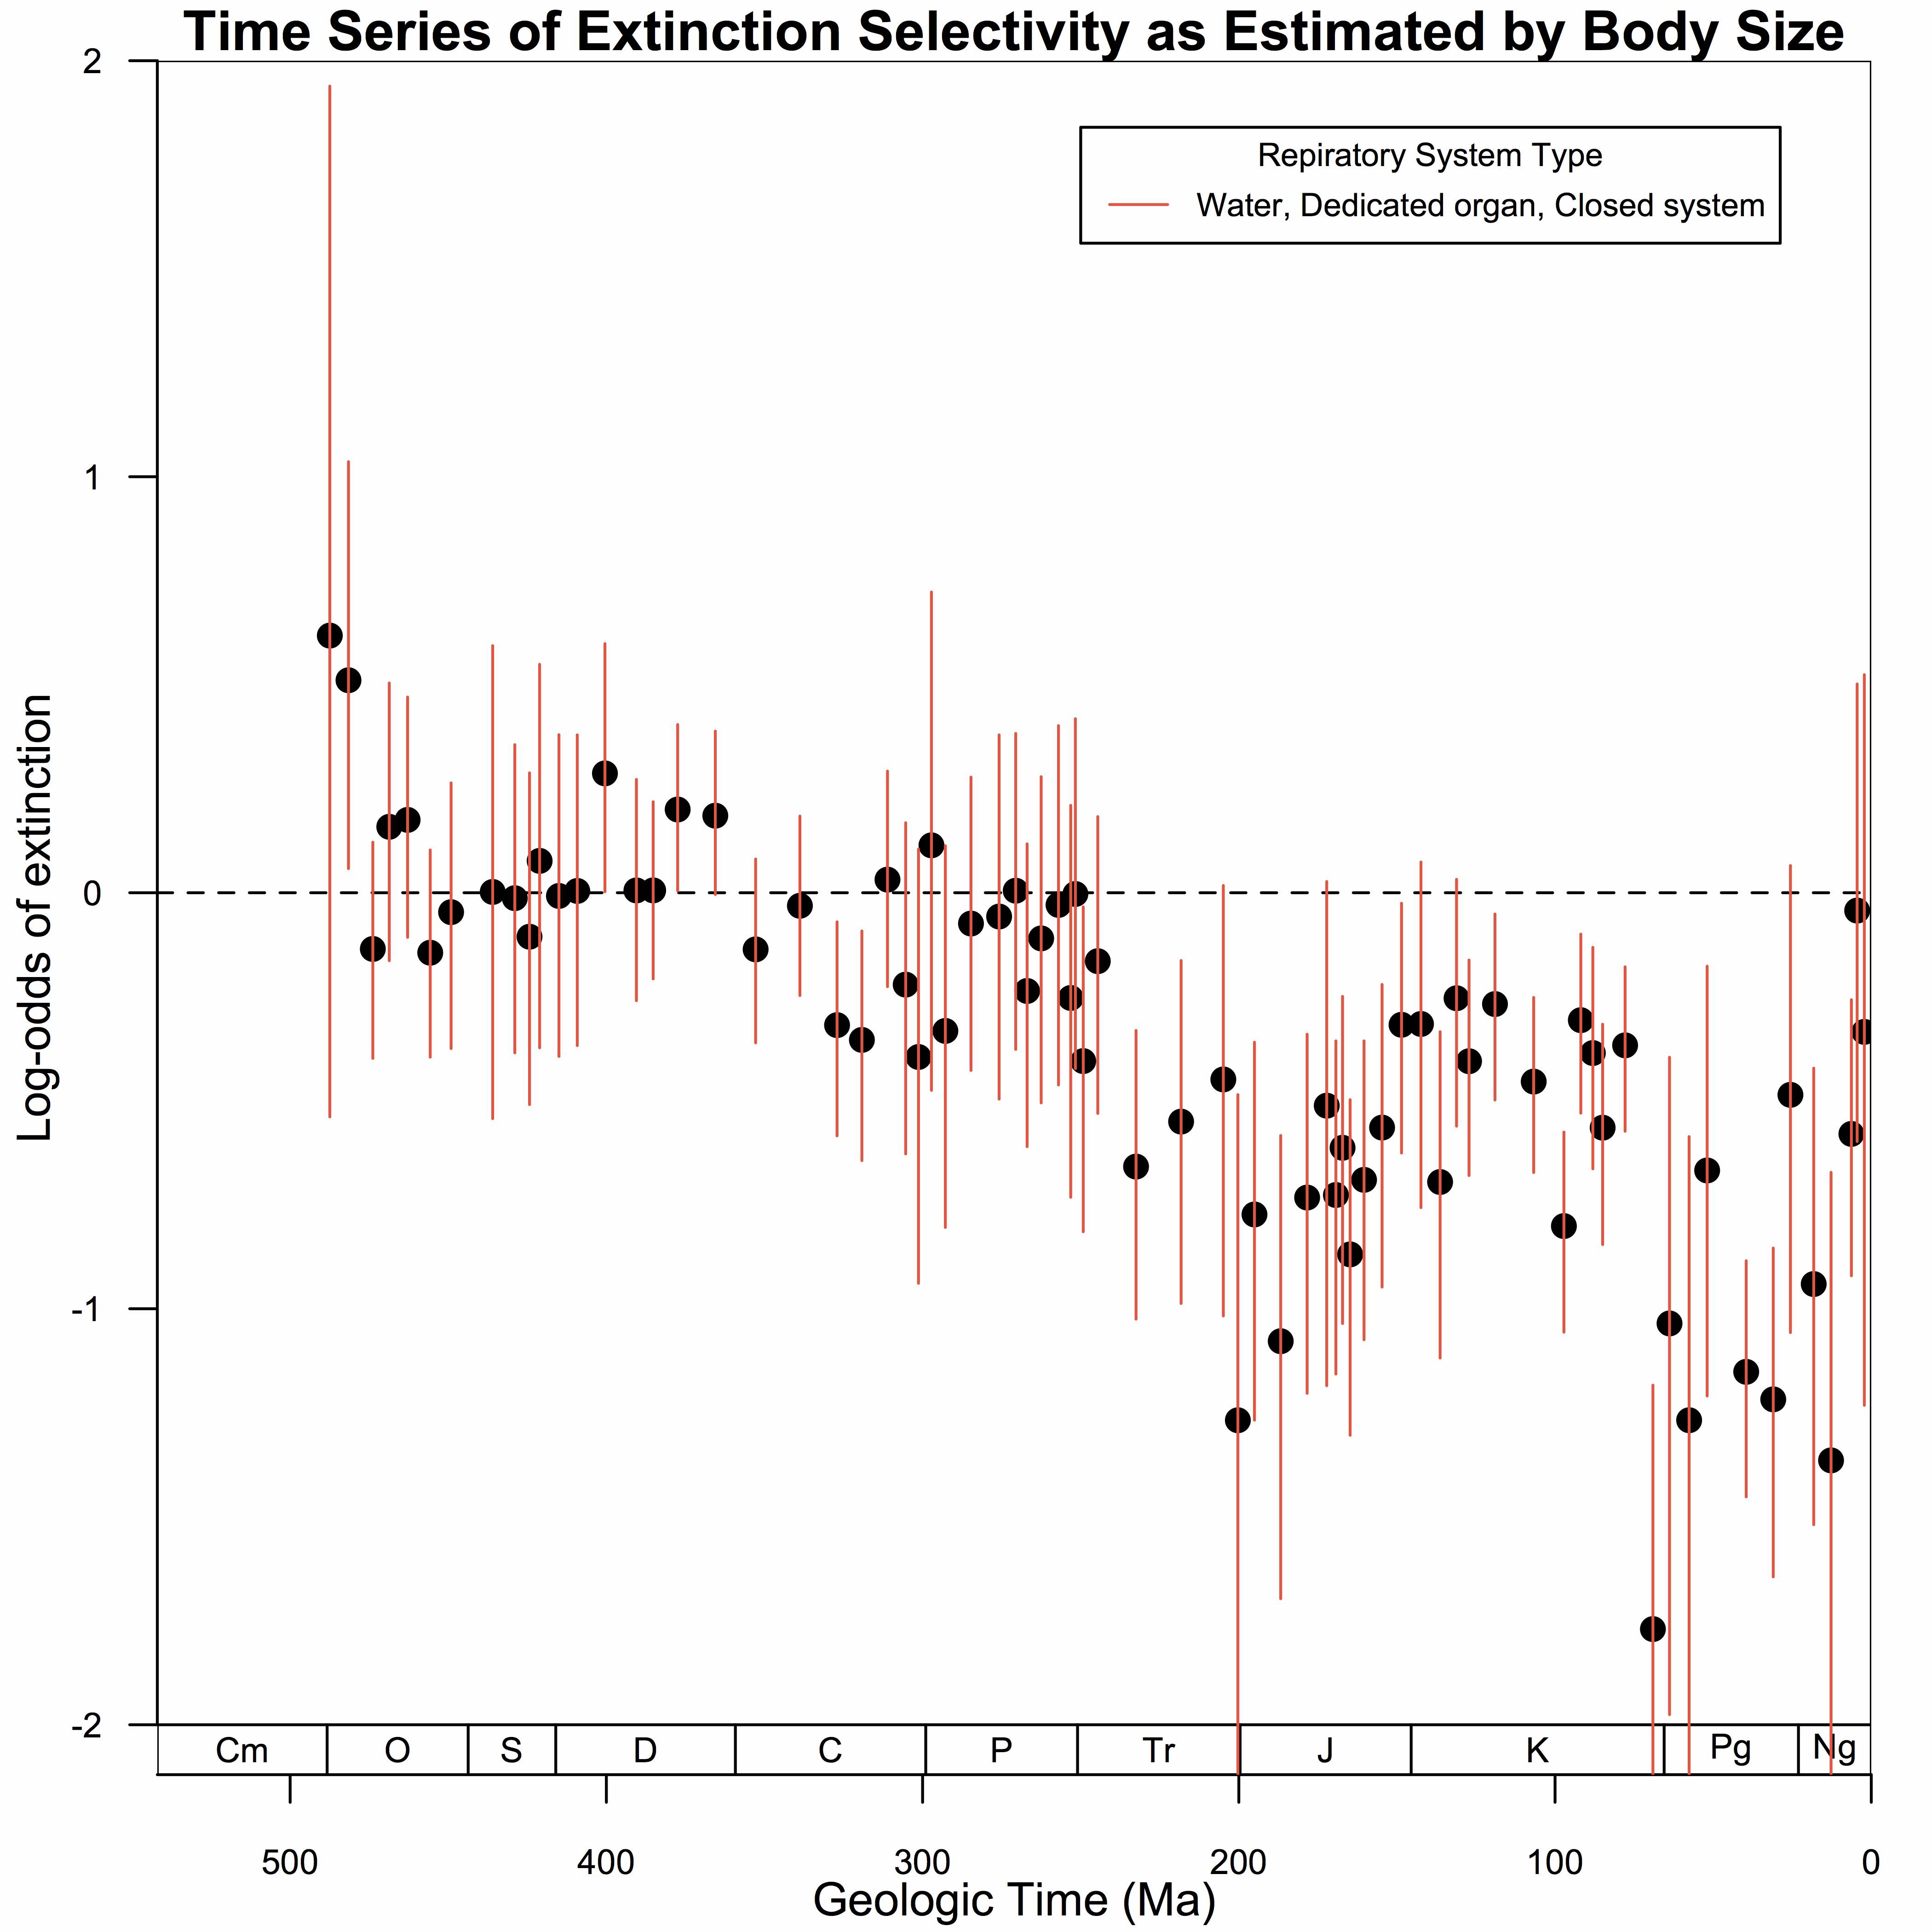 Time Series of Extinction Selectivity as Estimated by Body Size
2
Repiratory System Type
Water, Dedicated organ, Closed system
1
0
-1
-2
Log-odds of extinction
Cm O S D C P Tr J K Pg Ng
500 400 300 200 100 0
Geologic Time (Ma)